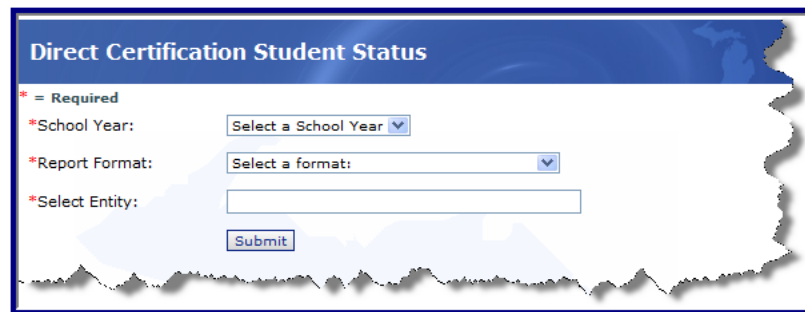 Direct Certification Student Status
* = Required
*School Year: Select a School Year
*Report Format: Select a format:
*Select Entity:
Submit